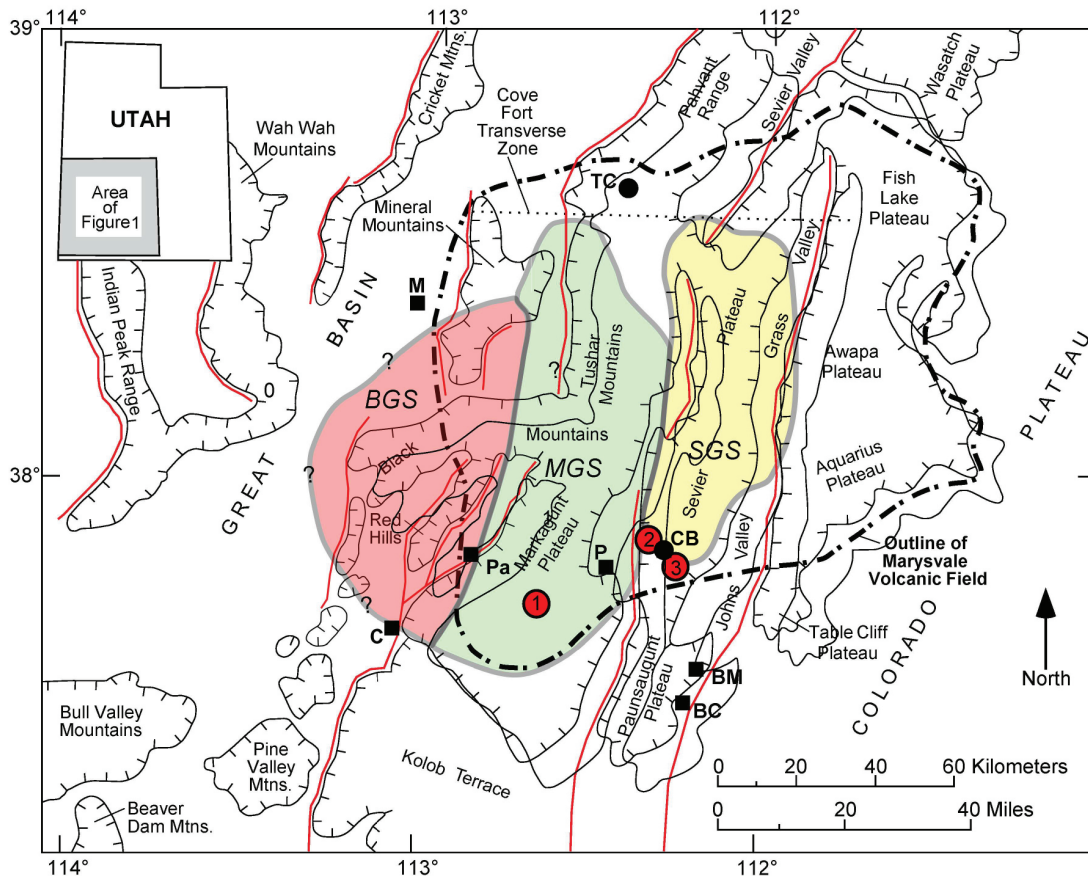 114°
113°
112°
39°
UTAH
Area
of
Figure1
Wah Wah
Mountains
Cricket Mtns.
Cove
Fort
Transverse
Zone
Pahvant
Range
Sevier Valley
Wasatch
Plateau
TC
Mineral
Mountains
Fish
Lake
Plateau
Indian Peak Range
GREAT BASIN
M
?
Tushar
Mountains
?
Plateau
Grass
Valley
Awapa
Plateau
0
BGS
Mountains
MGS
SGS
COLORADO PLATEAU
38°
?
Black
Sevier
Aquarius
Plateau
Red
Hills
Markagunt
Plateau
2
CB
3
Pa
P
Johns
Valley
Outline of
Marysvale
Volcanic Field
1
?
C
Table Cliff
Plateau
North
Paunsaugunt
Plateau
BM
BC
Bull Valley
Mountains
Pine
Valley
Mtns.
Kolob Terrace
Beaver
Dam Mtns.
0 20 40 60 Kilometers
0 20 40 Miles
114°
113°
112°